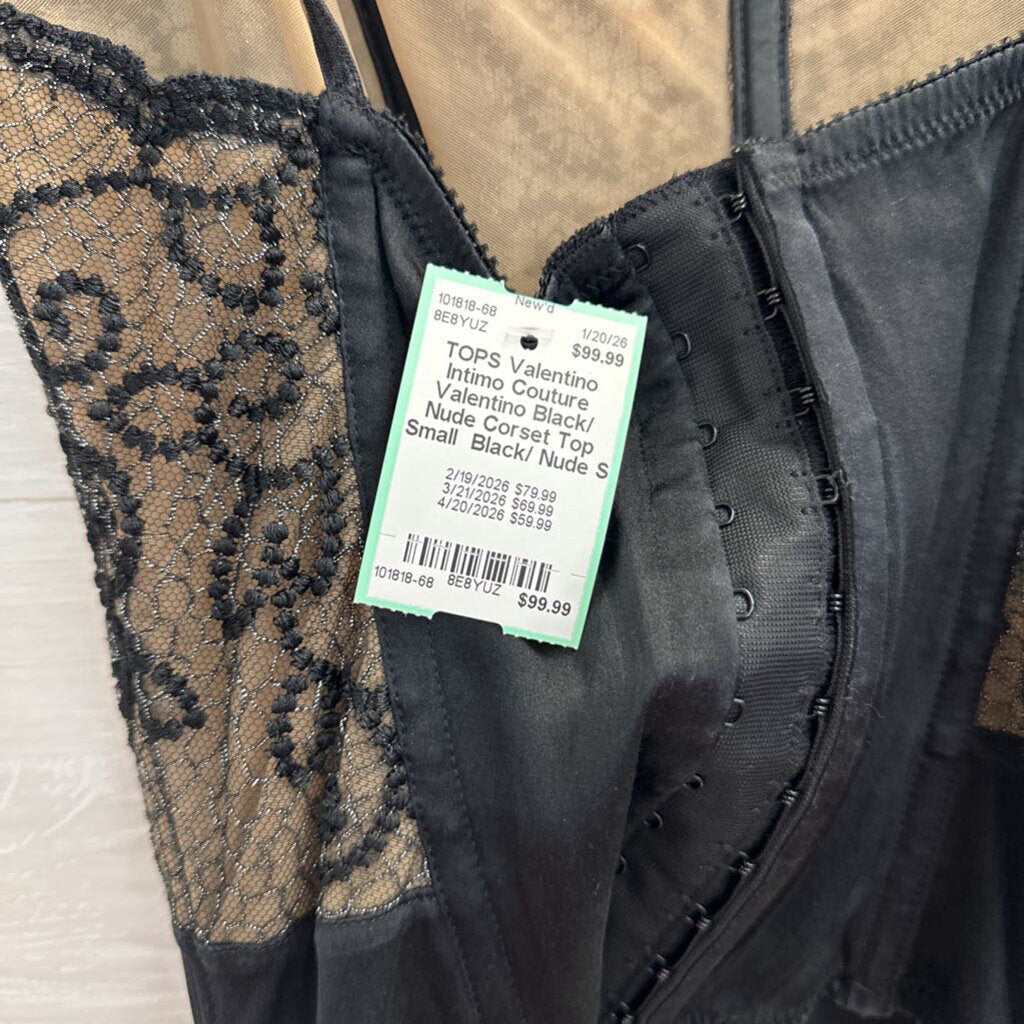 New'd
101818-68 1/20/26
8E8YUZ $99.99
TOPS Valentino
Intimo Couture
Valentino Black/
Nude Corset Top
Small Black/ Nude S
2/19/2026 $79.99
3/21/2026 $69.99
4/20/2026 $59.99
101818-68 8E8YUZ $99.99